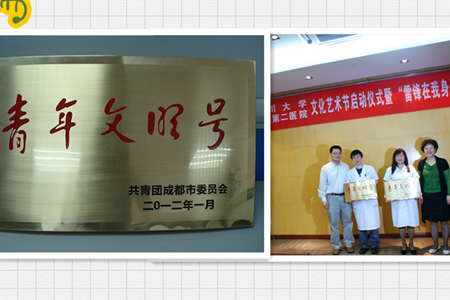 青年文明号
共青团成都市委员会
二0一二年一月
川大学
第二医院
文化艺术节启动仪式暨“雷锋在我身